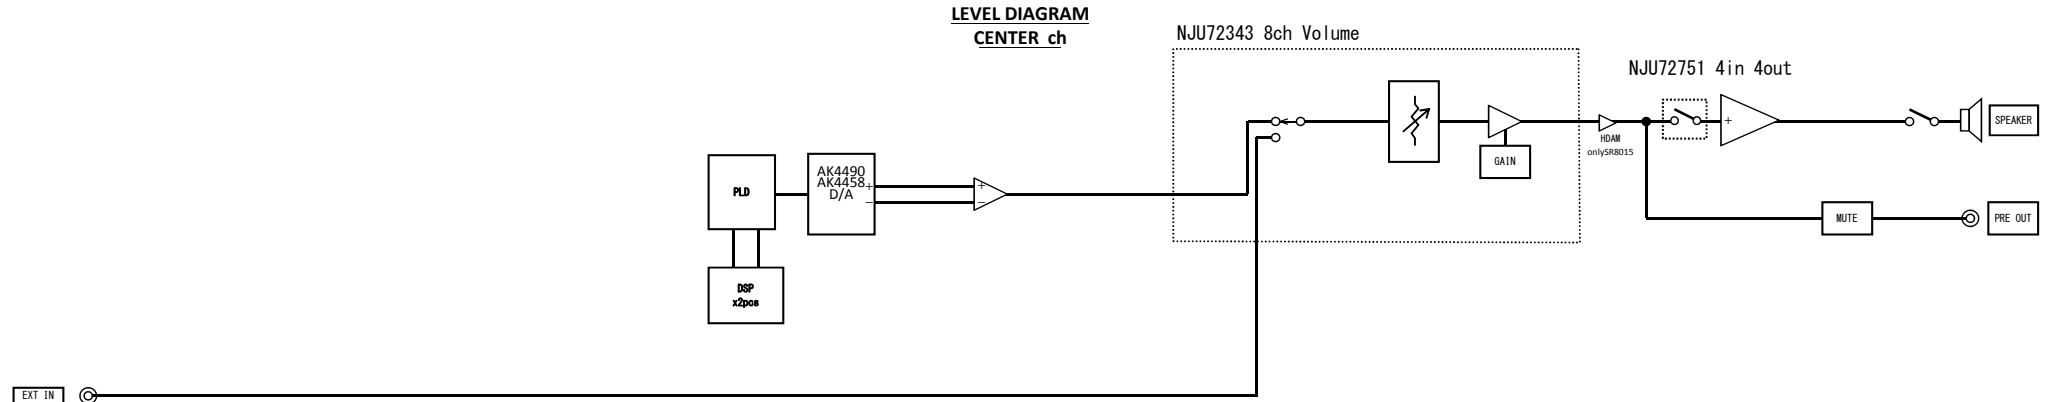 LEVEL DIAGRAM
CENTER ch
NJU72343 8ch Volume
NJU72751 4in 4out
SPEAKER
HDAM
onlySR8015
GAIN
AK4490
AK4458
D/A
+
−
+
−
+
PLD
MUTE
PRE OUT
DSP
x2pcs
EXT IN